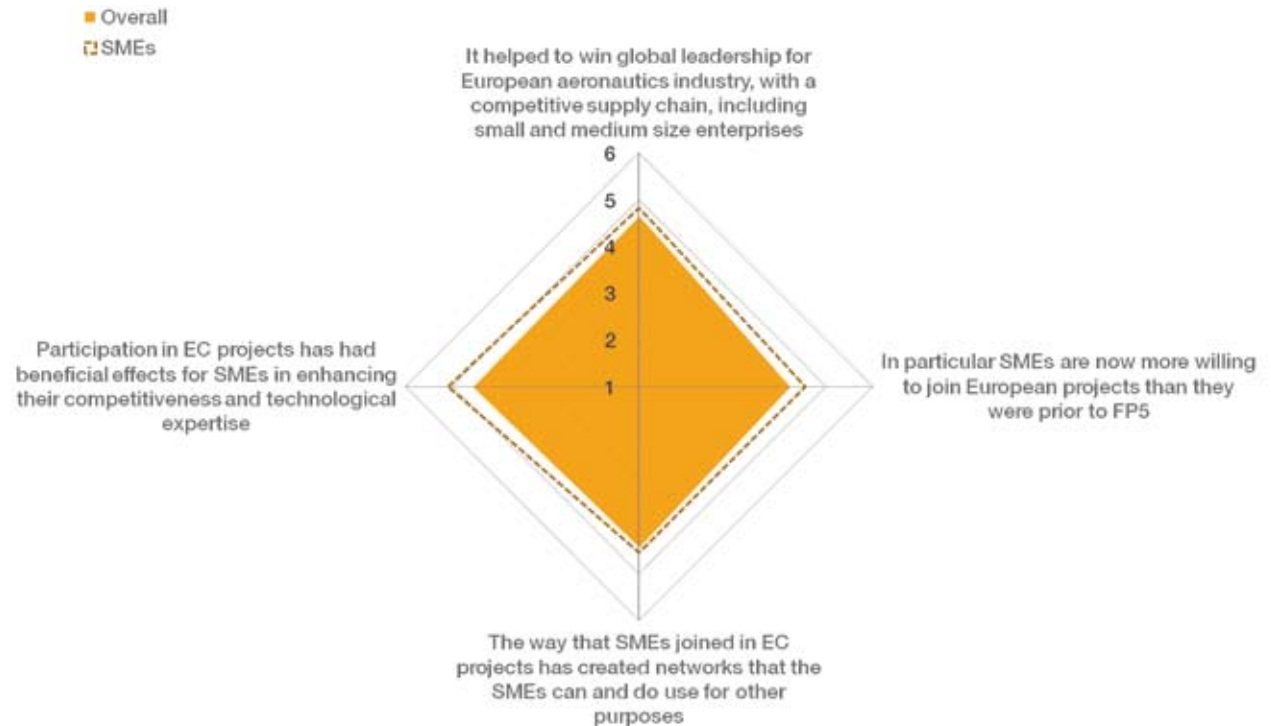 Overall
SMEs
It helped to win global leadership for
European aeronautics industry, with a
competitive supply chain, including
small and medium size enterprises
6
5
4
3
2
1
Participation in EC projects has had
beneficial effects for SMEs in enhancing
their competitiveness and technological
expertise
In particular SMEs are now more willing
to join European projects than they
were prior to FP5
The way that SMEs joined in EC
projects has created networks that the
SMEs can and do use for other
purposes